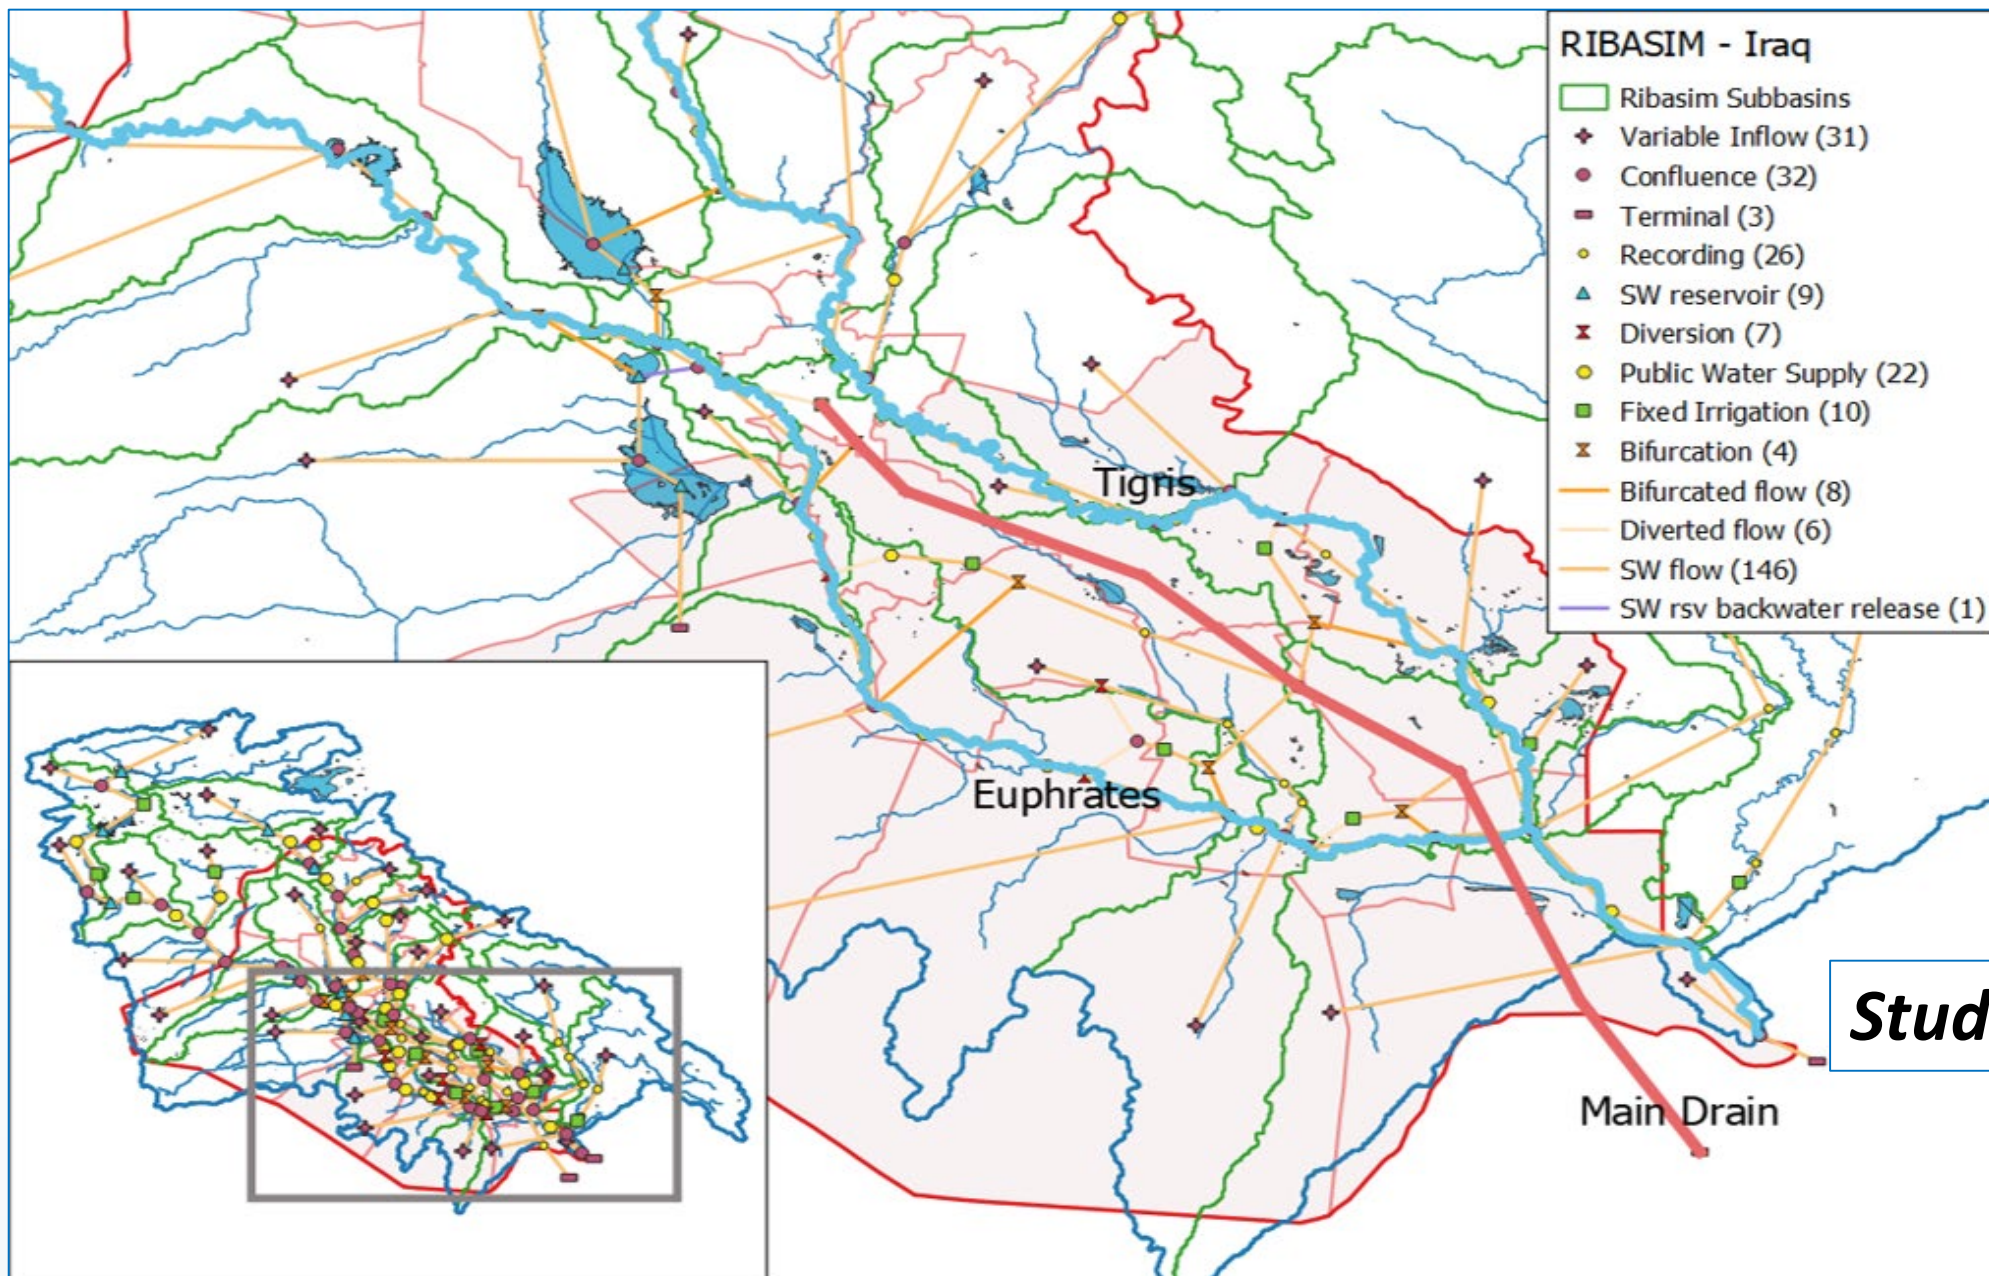 RIBASIM - Iraq
Ribasim Subbasins
Variable Inflow (31)
Confluence (32)
Terminal (3)
Recording (26)
SW reservoir (9)
Diversion (7)
Public Water Supply (22)
Fixed Irrigation (10)
Bifurcation (4)
Bifurcated flow (8)
Diverted flow (6)
SW flow (146)
SW rsv backwater release (1)
Tigris
Euphrates
Stud
Main Drain